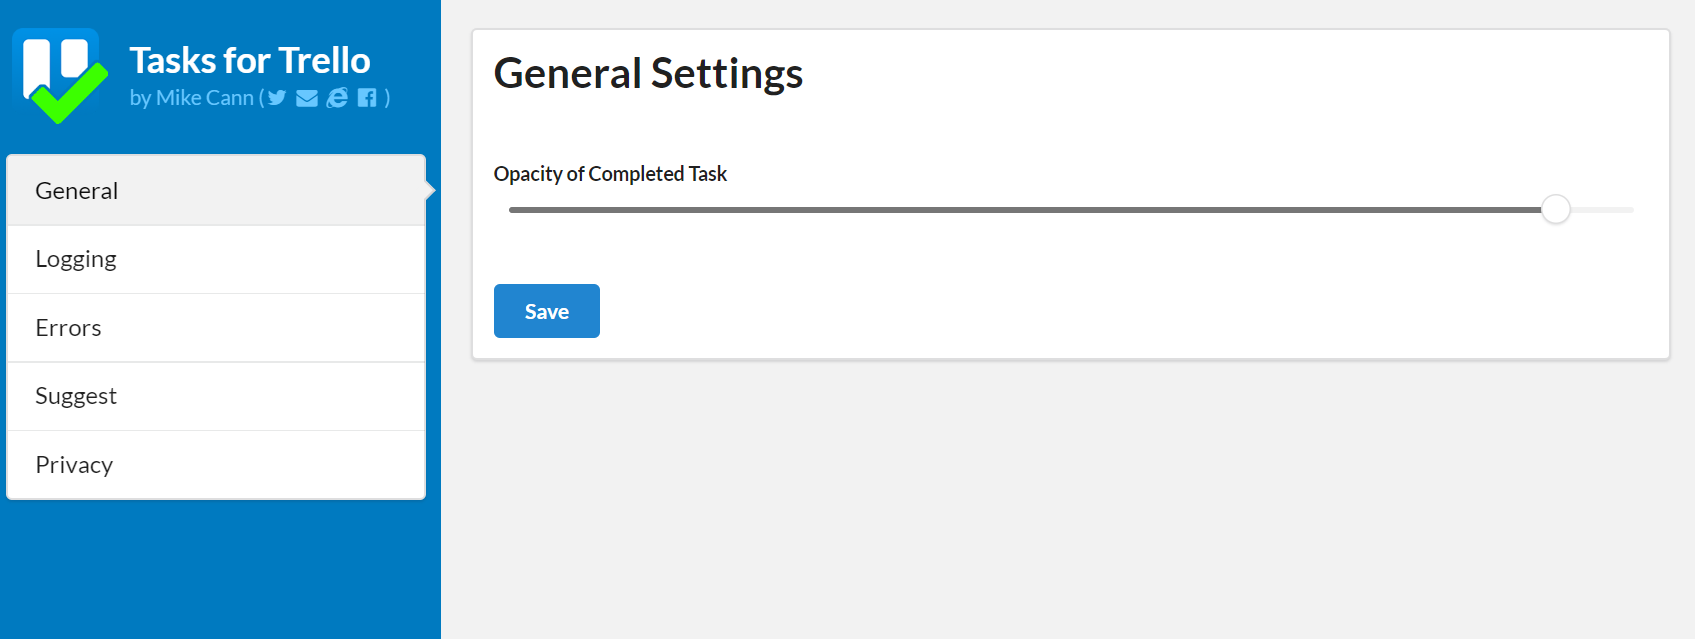 Tasks for Trello
by Mike Cann ( )
General
Logging
Errors
Suggest
Privacy
General Settings
Opacity of Completed Task
Save